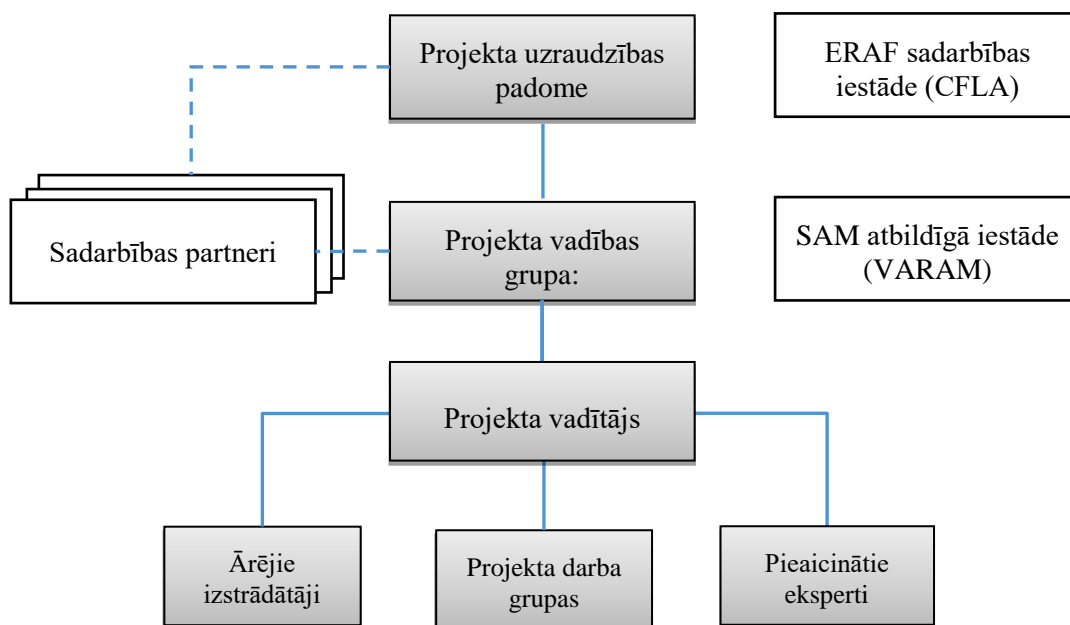 Projekta uzraudzības
padome
ERAF sadarbības
iestāde (CFLA)
Sadarbības partneri
Projekta vadības
grupa:
SAM atbildīgā iestāde
(VARAM)
Projekta vadītājs
Ārējie
izstrādātāji
Projekta darba
grupas
Pieaicinātie
eksperti